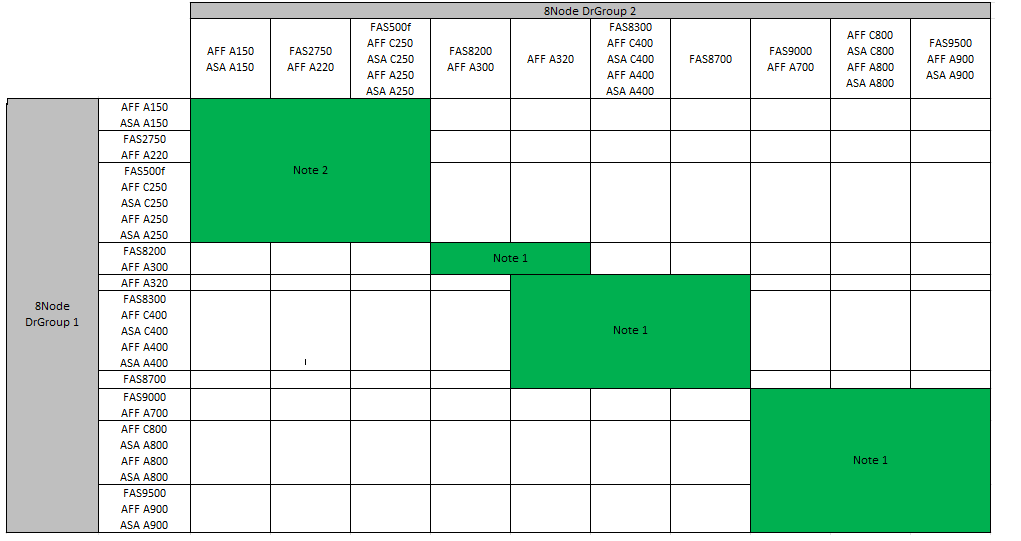 8Node DrGroup 2
AFF A150
ASA A150
FAS2750
AFF A220
FAS500f
AFF C250
ASA C250
AFF A250
ASA A250
FAS8200
AFF A300
AFF A320
FAS8300
AFF C400
ASA C400
AFF A400
ASA A400
FAS8700
FAS9000
AFF A700
AFF C800
ASA C800
AFF A800
ASA A800
FAS9500
AFF A900
ASA A900
8Node
DrGroup 1
AFF A150
ASA A150
FAS2750
AFF A220
FAS500f
AFF C250
ASA C250
AFF A250
ASA A250
FAS8200
AFF A300
AFF A320
FAS8300
AFF C400
ASA C400
AFF A400
ASA A400
FAS8700
FAS9000
AFF A700
AFF C800
ASA A800
AFF A800
ASA A800
FAS9500
AFF A900
ASA A900
Note 2
Note 1
Note 1
Note 1